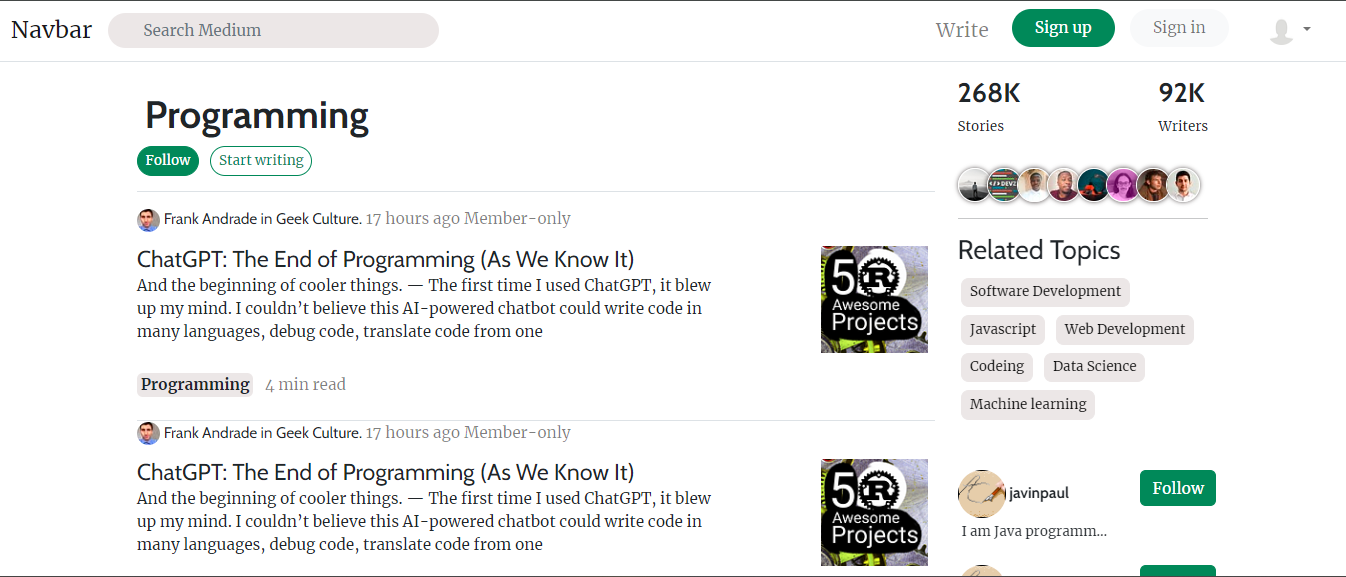 Navbar
Search Medium
Write
Sign up
Sign in
Programming
Follow
Start writing
Frank Andrade in Geek Culture. 17 hours ago Member-only
ChatGPT: The End of Programming (As We Know It)
And the beginning of cooler things. — The first time I used ChatGPT, it blew
up my mind. I couldn’t believe this AI-powered chatbot could write code in
many languages, debug code, translate code from one
5 R
Awesome
Projects
Programming 4 min read
Frank Andrade in Geek Culture. 17 hours ago Member-only
ChatGPT: The End of Programming (As We Know It)
And the beginning of cooler things. — The first time I used ChatGPT, it blew
up my mind. I couldn’t believe this AI-powered chatbot could write code in
many languages, debug code, translate code from one
5 R
Awesome
Projects
268K
Stories
92K
Writers
Related Topics
Software Development
Javascript Web Development
Codeing Data Science
Machine learning
javinpaul
Follow
I am Java programm...